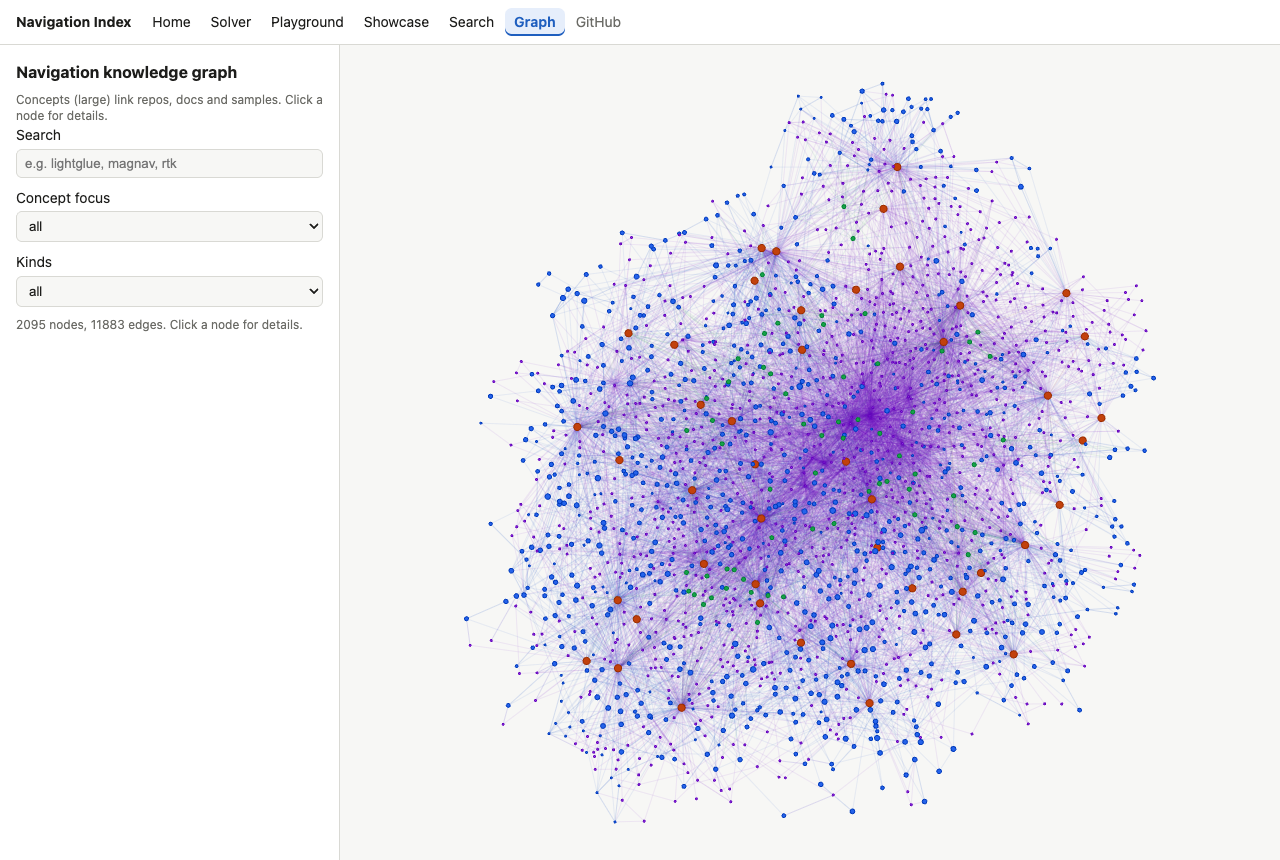 Navigation Index Home Solver Playground Showcase Search Graph GitHub
Navigation knowledge graph
Concepts (large) link repos, docs and samples. Click a
node for details.
Search
e.g. lightglue, magnav, rtk
Concept focus
all
Kinds
all
2095 nodes, 11883 edges. Click a node for details.